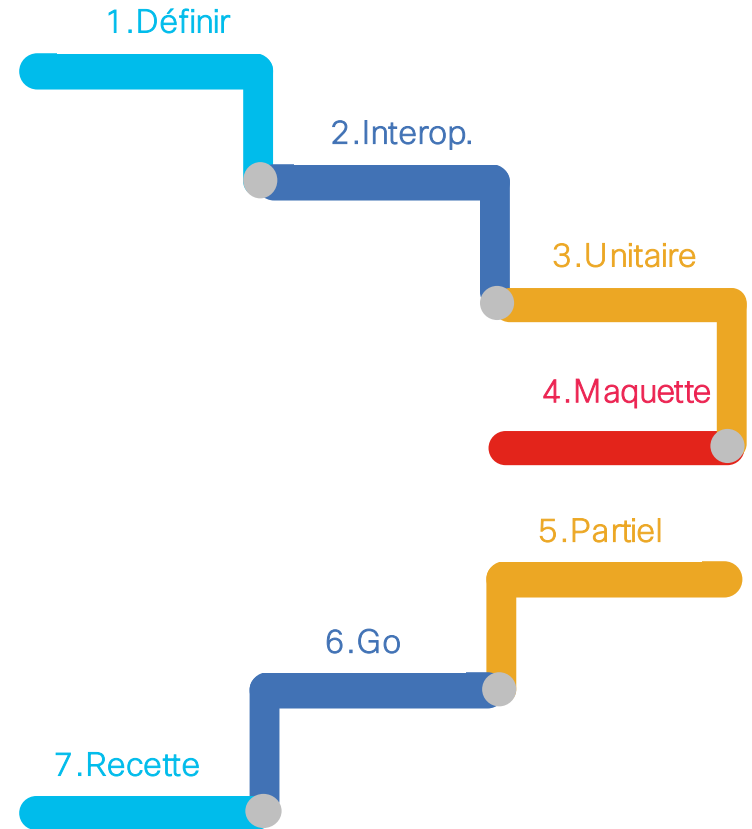 1.Définir
2.Interop.
3.Unitaire
4.Maquette
5.Partiel
6.Go
7.Recette